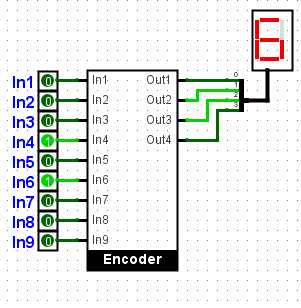 6
0
1
2
3
In1 0 In1 Out1
In2 0 In2 Out2
In3 0 In3 Out3
In4 1 In4 Out4
In5 0 In5
In6 1 In6
In7 0 In7
In8 0 In8
In9 0 In9
Encoder